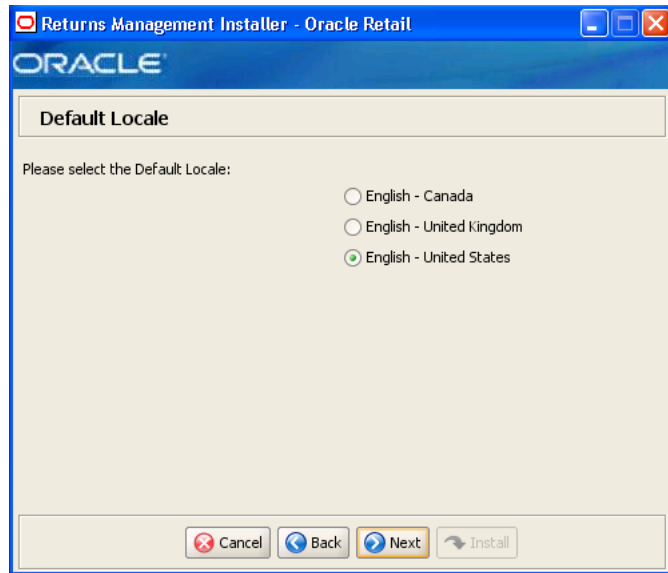 Returns Management Installer - Oracle Retail
ORACLE
Default Locale
Please select the Default Locale:
English - Canada
English - United Kingdom
English - United States
Cancel
Back
Next
Install